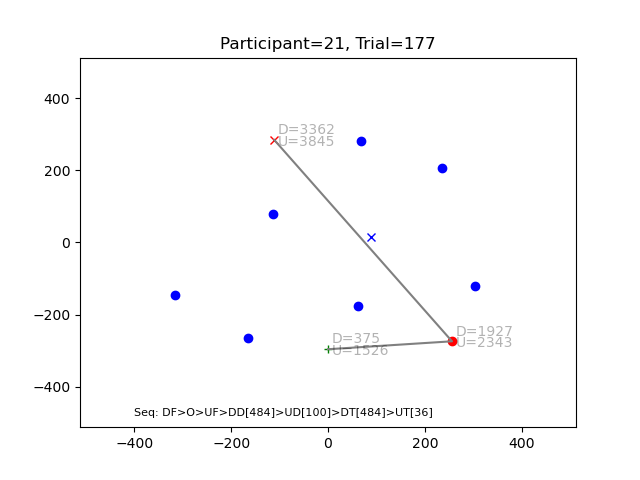 Participant=21, Trial=177
400
200
0
−200
−400
D=3362
U=3845
D=1927
U=2343
D=375
U=1526
Seq: DF>O>UF>DD[484]>UD[100]>DT[484]>UT[36]
−400
−200
0
200
400